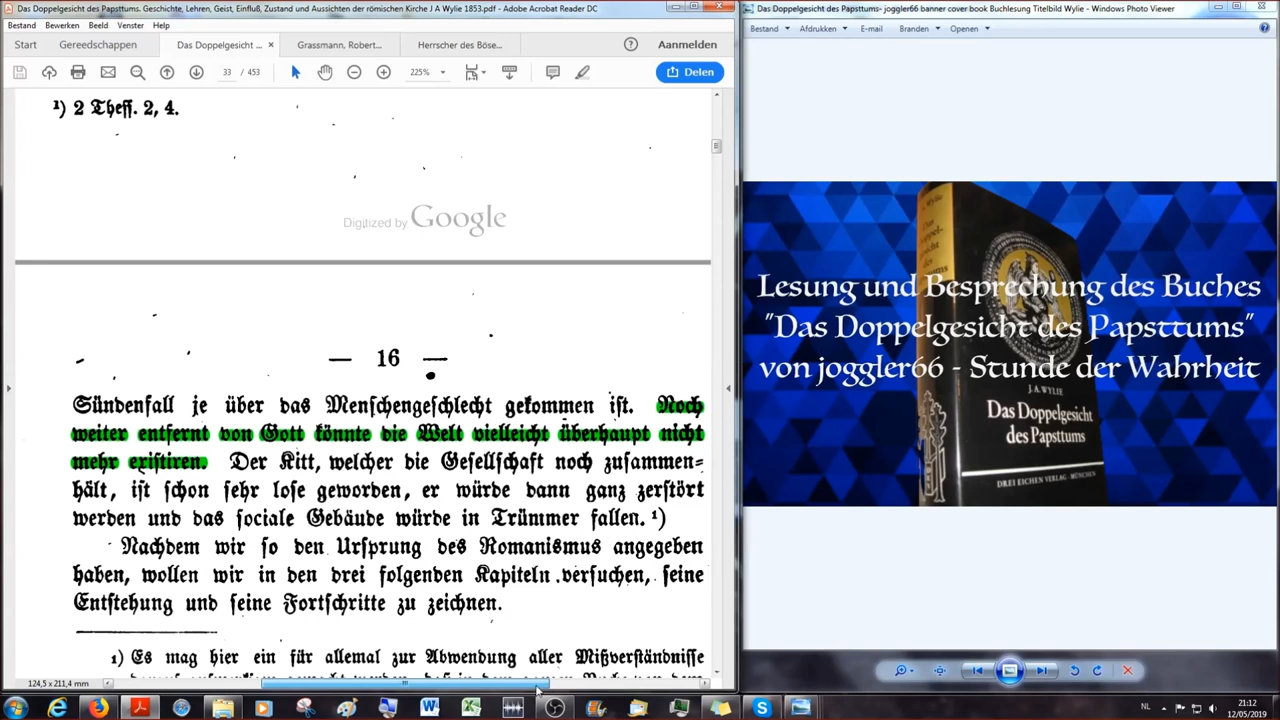 Das Doppelgesicht des Papsttums. Geschichte, Lehren, Geist, Einfluß, Zustand und Aussichten der römischen Kirche J A Wylie 1853.pdf - Adobe Acrobat Reader DC
Bestand Bewerken Beeld Venster Help
Start Gereedschappen Das Doppelgesicht ... × Grassmann, Robert... Herrscher des Böse... Aanmelden
33 / 453 225% Delen
¹) 2 Thess. 2, 4.
Digitized by Google
— 16 —
Sündenfall je über das Menschengeschlecht gekommen ist. Noch
weiter entfernt von Gott könnte die Welt vielleicht überhaupt nicht
mehr existiren. Der Kitt, welcher die Gesellschaft noch zusammen=
hält, ist schon sehr lose geworden, er würde dann ganz zerstört
werden und das sociale Gebäude würde in Trümmer fallen.¹)
Nachdem wir so den Ursprung des Romanismus angegeben
haben, wollen wir in den drei folgenden Kapiteln versuchen, seine
Entstehung und seine Fortschritte zu zeichnen.
¹) Es mag hier ein für allemal zur Abwendung aller Mißverständnisse
124,5 x 211,4 mm
Das Doppelgesicht des Papsttums- joggler66 banner cover book Buchlesung Titelbild Wylie - Windows Photo Viewer
Bestand Afdrukken E-mail Branden Openen
Lesung und Besprechung des Buches
"Das Doppelgesicht des Papsttums"
von joggler66 - Stunde der Wahrheit
J.A.WYLIE
Das Doppelgesicht
des Papsttums
DREI EICHEN VERLAG · MÜNCHEN
NL 21:12
12/05/2019